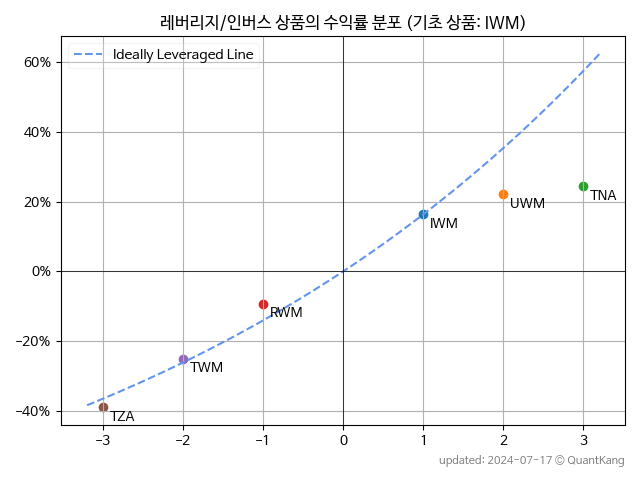 레버리지/인버스 상품의 수익률 분포 (기초 상품: IWM)
Ideally Leveraged Line
60%
40%
20%
0%
−20%
−40%
TNA
UWM
IWM
RWM
TWM
TZA
−3 −2 −1 0 1 2 3
updated: 2024-07-17 © QuantKang